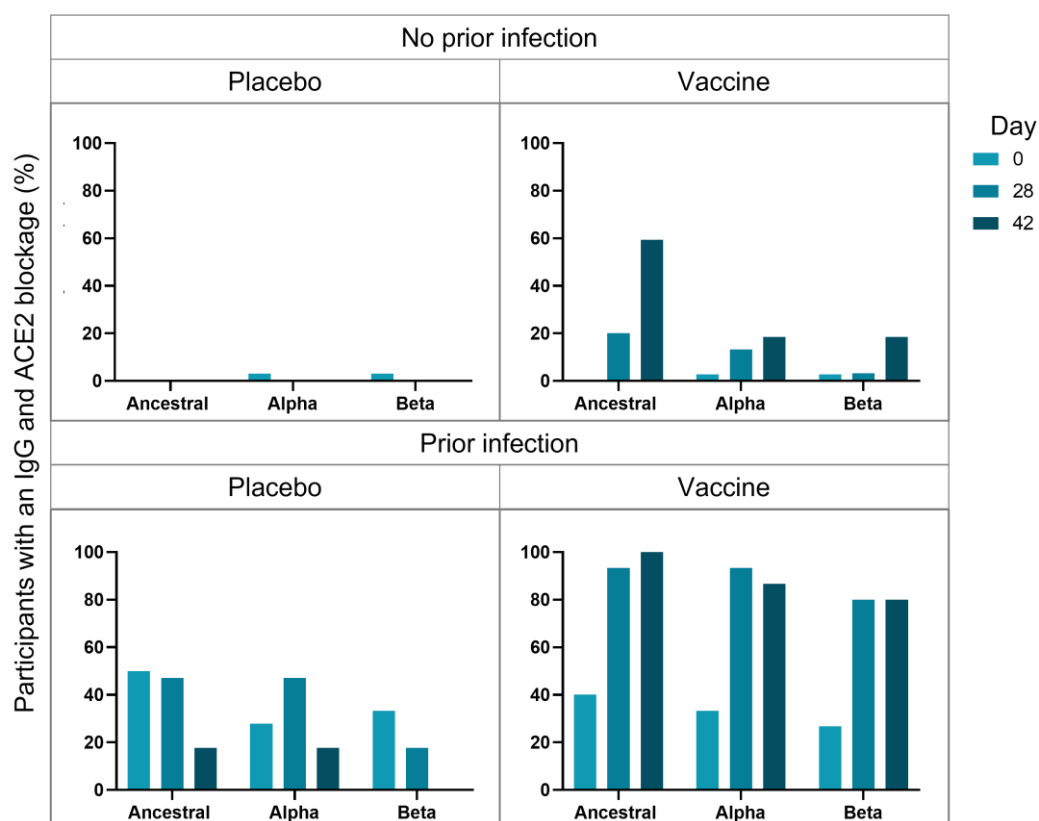 No prior infection
Placebo
Vaccine
Participants with an IgG and ACE2 blockage (%)
100
80
60
40
20
0
Ancestral Alpha Beta
100
80
60
40
20
0
Ancestral Alpha Beta
Day
0
28
42
Prior infection
Placebo
Vaccine
100
80
60
40
20
0
Ancestral Alpha Beta
100
80
60
40
20
0
Ancestral Alpha Beta